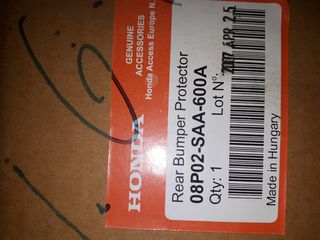 GENUINE
ACCESSORIES
Honda Access Europe N.
HONDA
Rear Bumper Protector
08P02-SAA-600A
Qty: 1
Lot N°:
2007 APR 25
Made in Hungary